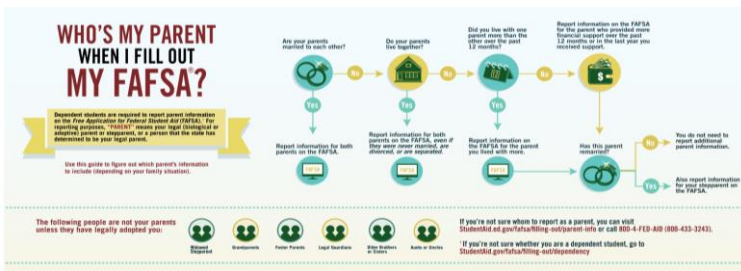 WHO'S MY PARENT
WHEN I FILL OUT
MY FAFSA®?
Dependent students are required to report parent information
on the Free Application for Federal Student Aid (FAFSA). For
reporting purposes, "PARENT" means your legal (biological or
adoptive) parent or stepparent, or a person that the state has
determined to be your legal parent.
Use this guide to figure out which parent's information
to include (depending on your family situation).
Are your parents
married to each other?
No
Do your parents
live together?
No
Did you live with one
parent more than the
other over the past
12 months?
No
Report information on the FAFSA
for the parent who provided more
financial support over the past
12 months or in the last year you
received support.
$
Yes
Yes
Yes
Report information for both
parents on the FAFSA.
FAFSA
Report information for both
parents on the FAFSA, even if
they were never married, are
divorced, or are separated.
FAFSA
Report information on
the FAFSA for the parent
you lived with more.
FAFSA
Has this parent
remarried?
No
You do not need to
report additional
parent information.
Yes
Also report information
for your stepparent on
the FAFSA.
The following people are not your parents
unless they have legally adopted you:
Widowed
Stepparent
Grandparents
Foster Parents
Legal Guardians
Older Brothers
or Sisters
Aunts or Uncles
If you're not sure whom to report as a parent, you can visit
StudentAid.ed.gov/fafsa/filling-out/parent-info or call 800-4-FED-AID (800-433-3243).
If you're not sure whether you are a dependent student, go to
StudentAid.gov/fafsa/filling-out/dependency